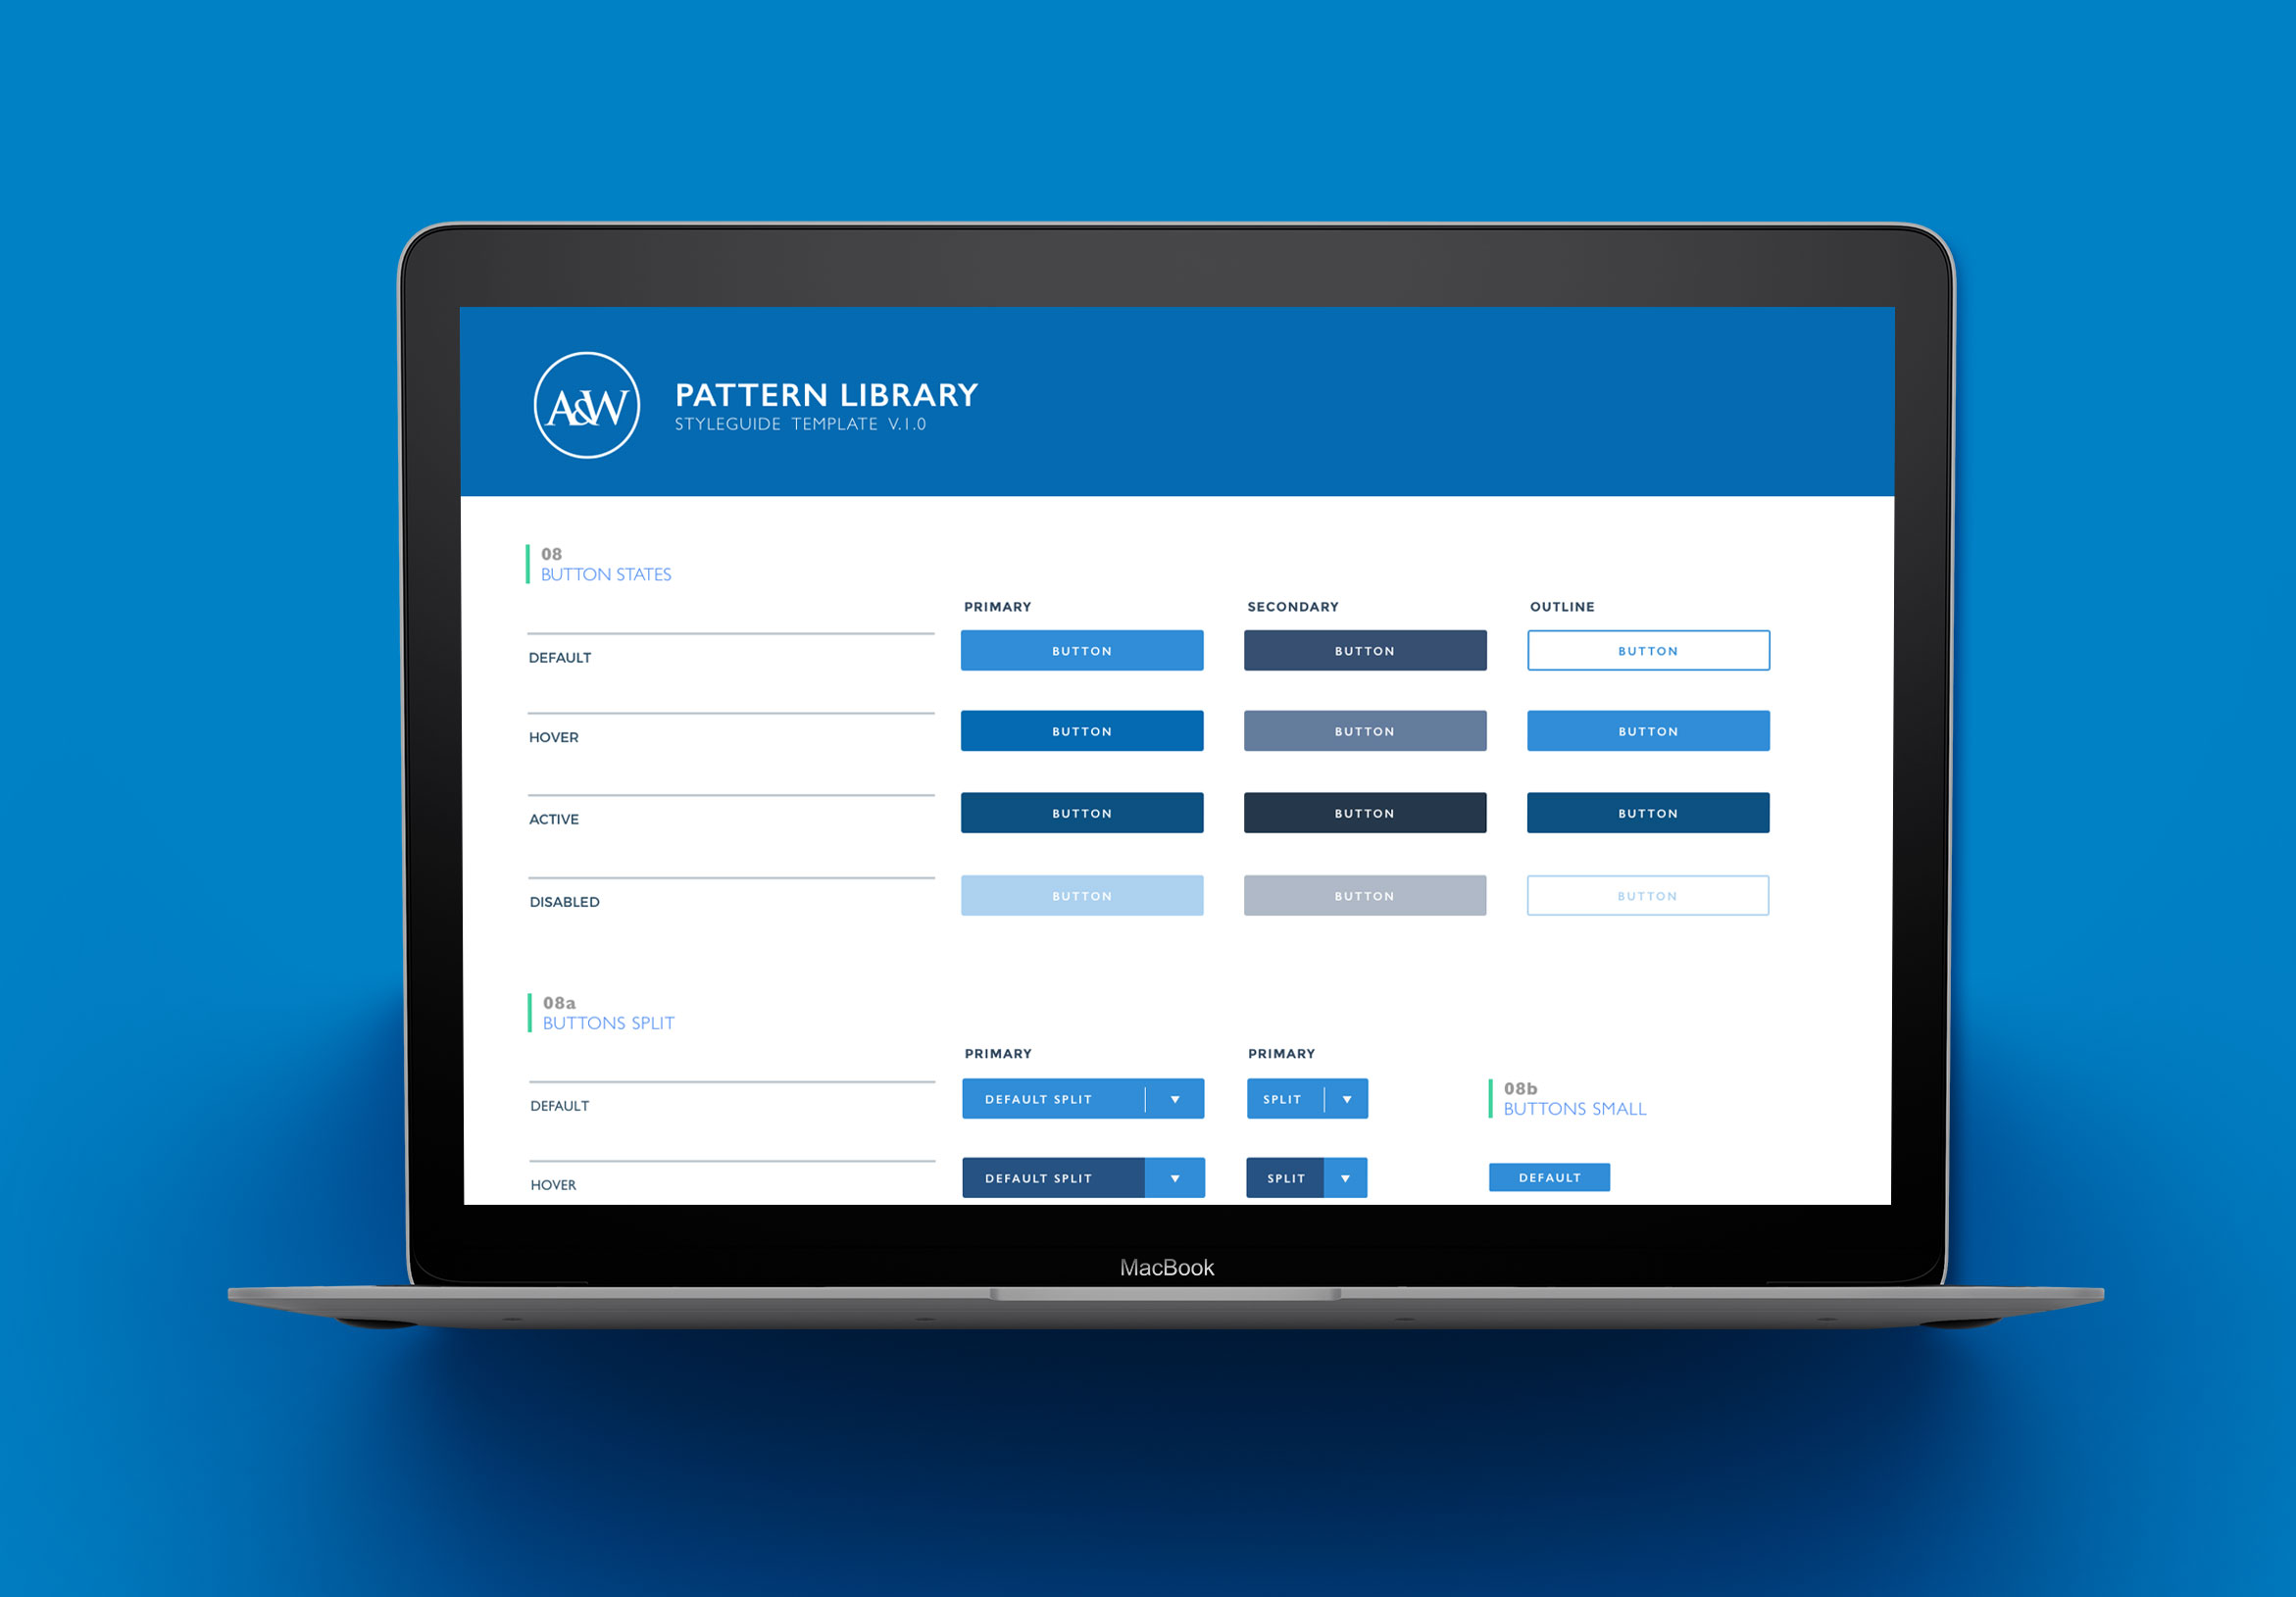 A&W
PATTERN LIBRARY
STYLEGUIDE TEMPLATE V.1.0
08
BUTTON STATES
PRIMARY SECONDARY OUTLINE
DEFAULT BUTTON BUTTON BUTTON
HOVER BUTTON BUTTON BUTTON
ACTIVE BUTTON BUTTON BUTTON
DISABLED BUTTON BUTTON BUTTON
08a
BUTTONS SPLIT
PRIMARY PRIMARY
08b
DEFAULT DEFAULT SPLIT SPLIT BUTTONS SMALL
HOVER DEFAULT SPLIT SPLIT DEFAULT
MacBook